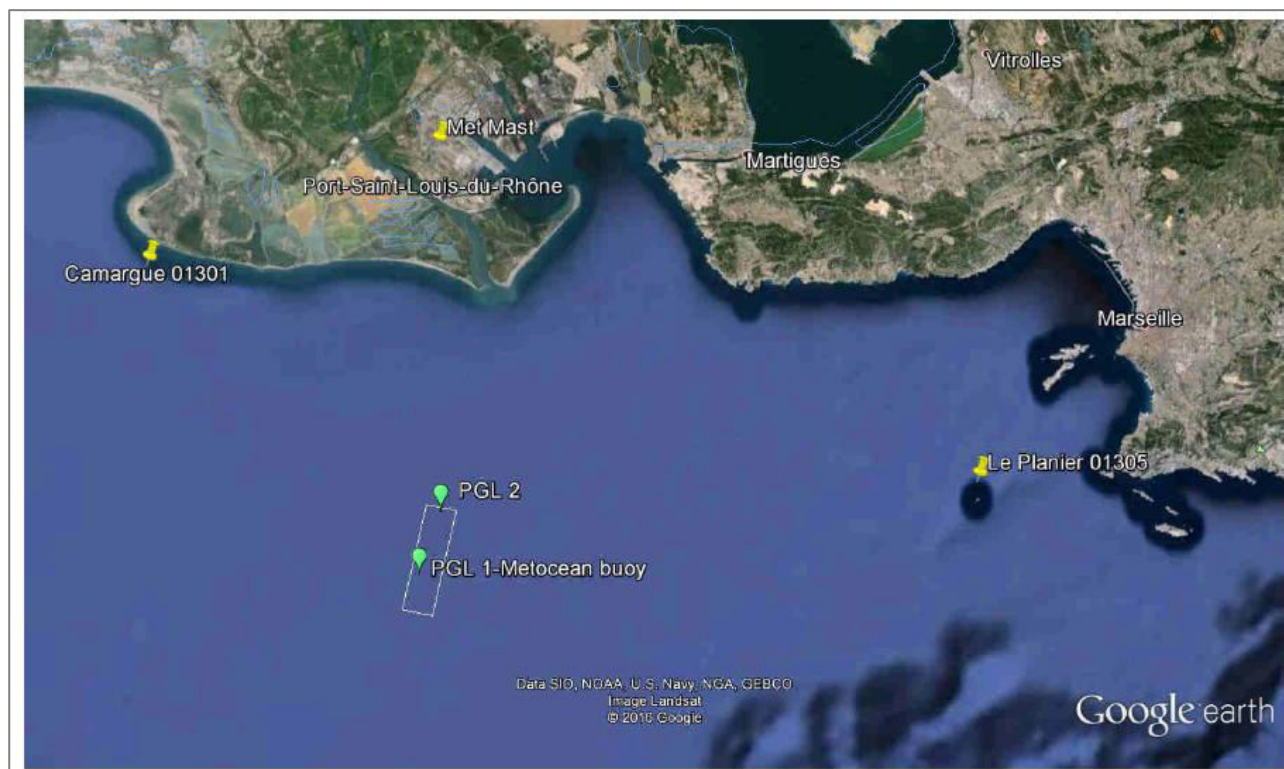 Vitrolles
Met Mast
Martigues
Port-Saint-Louis-du-Rhône
Camargue 01301
Marseille
Le Planier 01305
PGL 2
PGL 1-Metocean buoy
Data SIO, NOAA, U.S. Navy, NGA, GEBCO
Image Landsat
© 2016 Google
Google earth